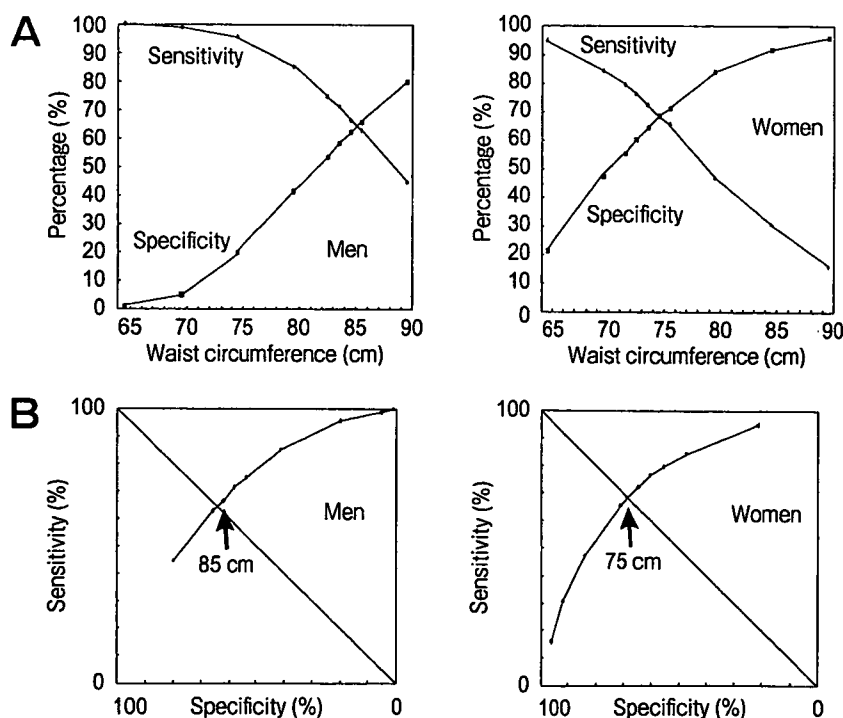 A
100
90
80
70
60
50
40
30
20
10
0
Percentage (%)
Sensitivity
Specificity
Men
65 70 75 80 85 90
Waist circumference (cm)
100
90
80
70
60
50
40
30
20
10
0
Percentage (%)
Sensitivity
Women
Specificity
65 70 75 80 85 90
Waist circumference (cm)
B
100
Sensitivity (%)
Men
85 cm
0
100 Specificity (%) 0
100
Sensitivity (%)
Women
75 cm
0
100 Specificity (%) 0